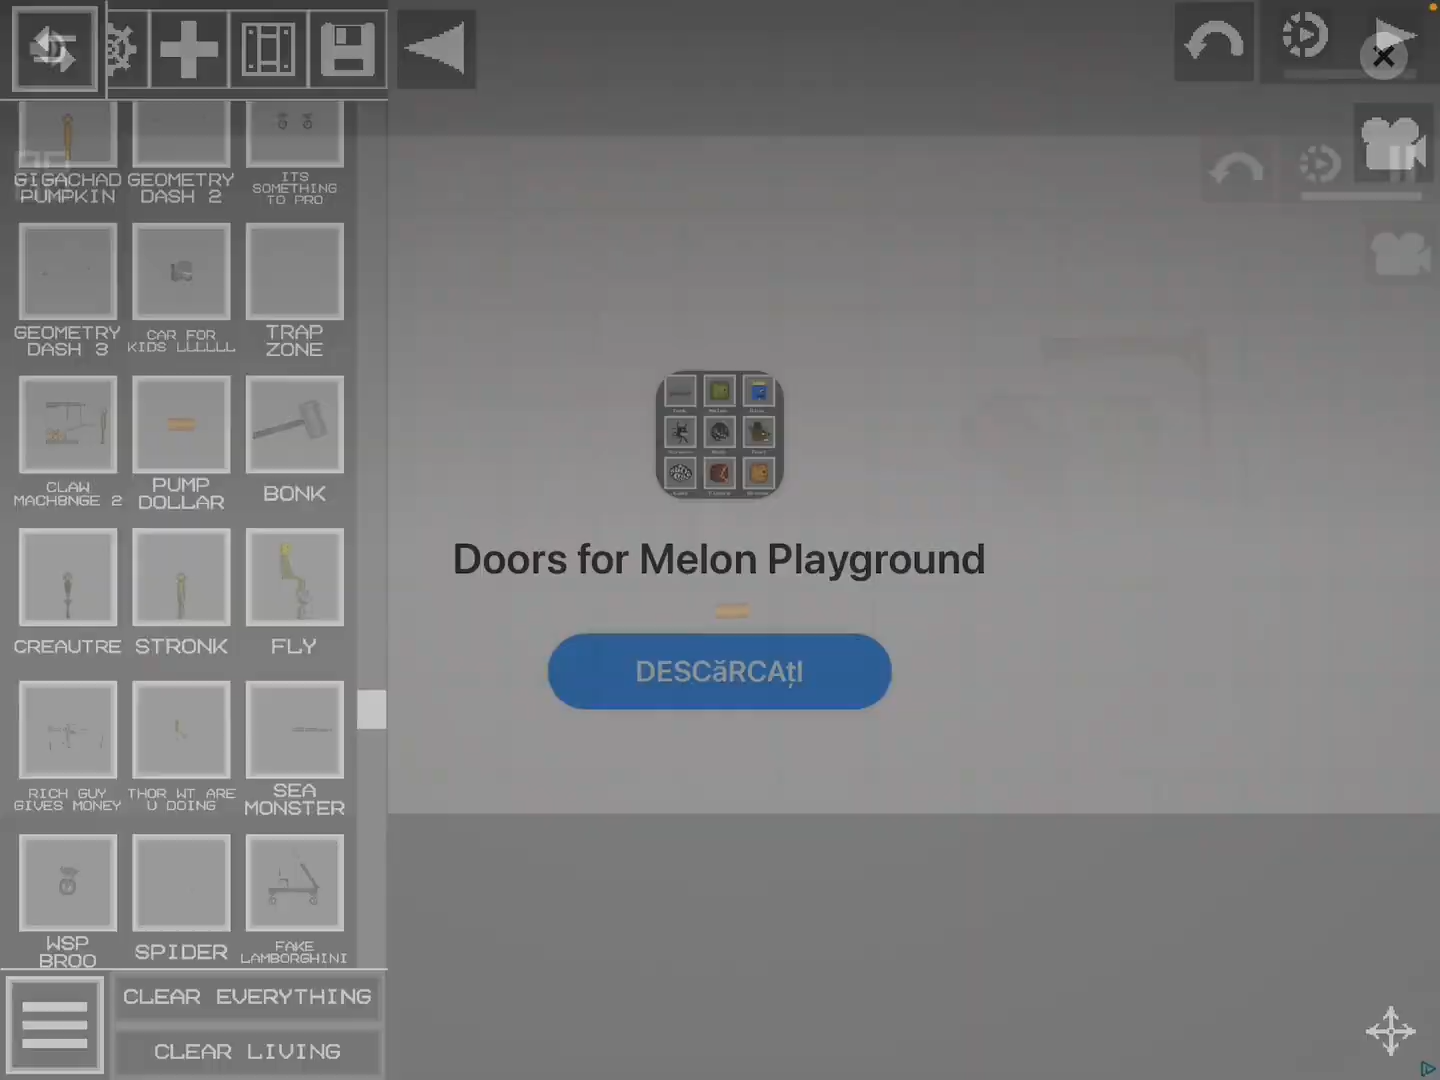 GIGACHAD
PUMPKIN
GEOMETRY
DASH 2
ITS
SOMETHING
TO PRO
GEOMETRY
DASH 3
CAR FOR
KIDS LLLLLL
TRAP
ZONE
CLAW
MACH8NGE 2
PUMP
DOLLAR
BONK
CREAUTRE
STRONK
FLY
RICH GUY
GIVES MONEY
THOR WT ARE
U DOING
SEA
MONSTER
WSP
BROO
SPIDER
FAKE
LAMBORGHINI
CLEAR EVERYTHING
CLEAR LIVING
Doors for Melon Playground
DESCăRCAțI